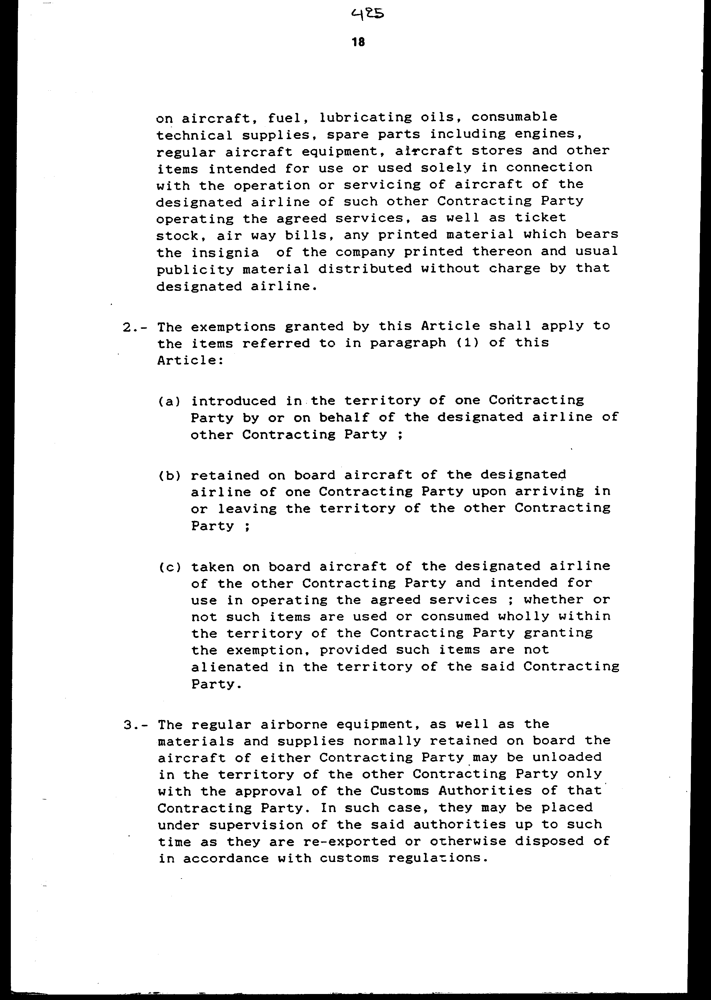 425
18
on aircraft, fuel, lubricating oils, consumable
technical supplies, spare parts including engines,
regular aircraft equipment, aircraft stores and other
items intended for use or used solely in connection
with the operation or servicing of aircraft of the
designated airline of such other Contracting Party
operating the agreed services, as well as ticket
stock, air way bills, any printed material which bears
the insignia of the company printed thereon and usual
publicity material distributed without charge by that
designated airline.
2.- The exemptions granted by this Article shall apply to
the items referred to in paragraph (1) of this
Article:
(a) introduced in the territory of one Contracting
Party by or on behalf of the designated airline of
other Contracting Party ;
(b) retained on board aircraft of the designated
airline of one Contracting Party upon arriving in
or leaving the territory of the other Contracting
Party ;
(c) taken on board aircraft of the designated airline
of the other Contracting Party and intended for
use in operating the agreed services ; whether or
not such items are used or consumed wholly within
the territory of the Contracting Party granting
the exemption, provided such items are not
alienated in the territory of the said Contracting
Party.
3.- The regular airborne equipment, as well as the
materials and supplies normally retained on board the
aircraft of either Contracting Party may be unloaded
in the territory of the other Contracting Party only
with the approval of the Customs Authorities of that
Contracting Party. In such case, they may be placed
under supervision of the said authorities up to such
time as they are re-exported or otherwise disposed of
in accordance with customs regulations.